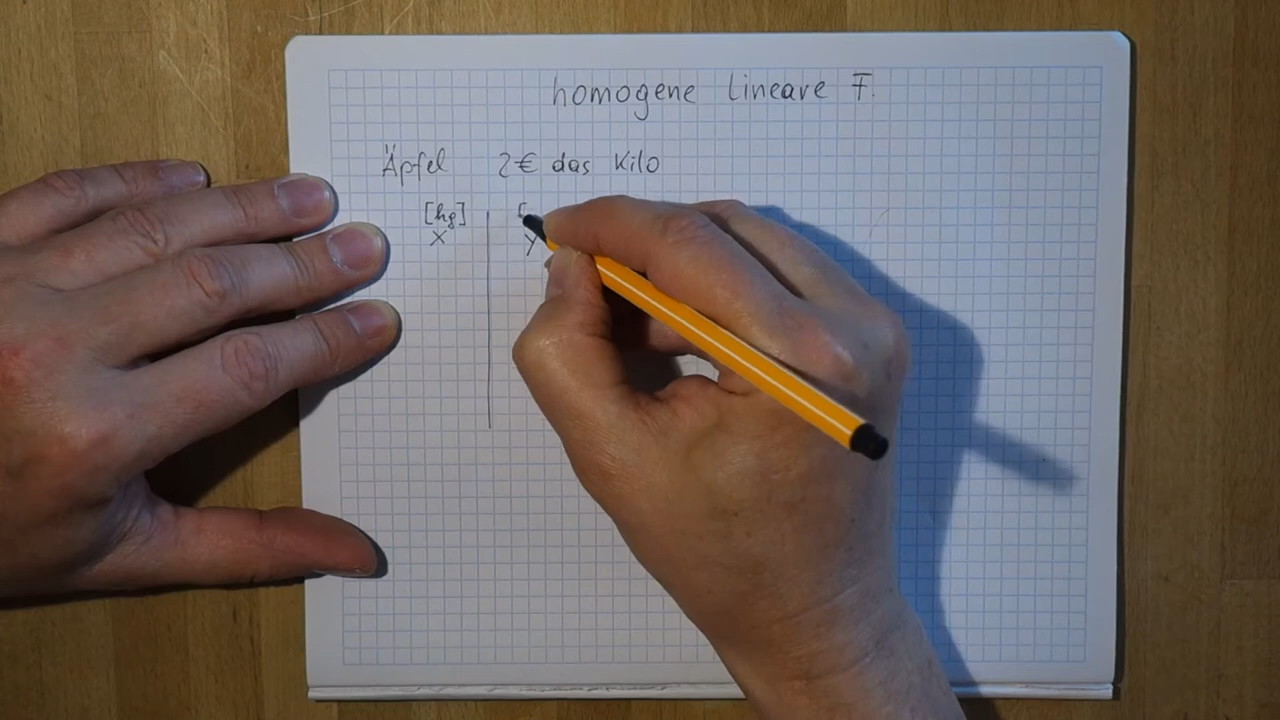 homogene lineare F.
Äpfel 2€ das Kilo
[kg] [
x y